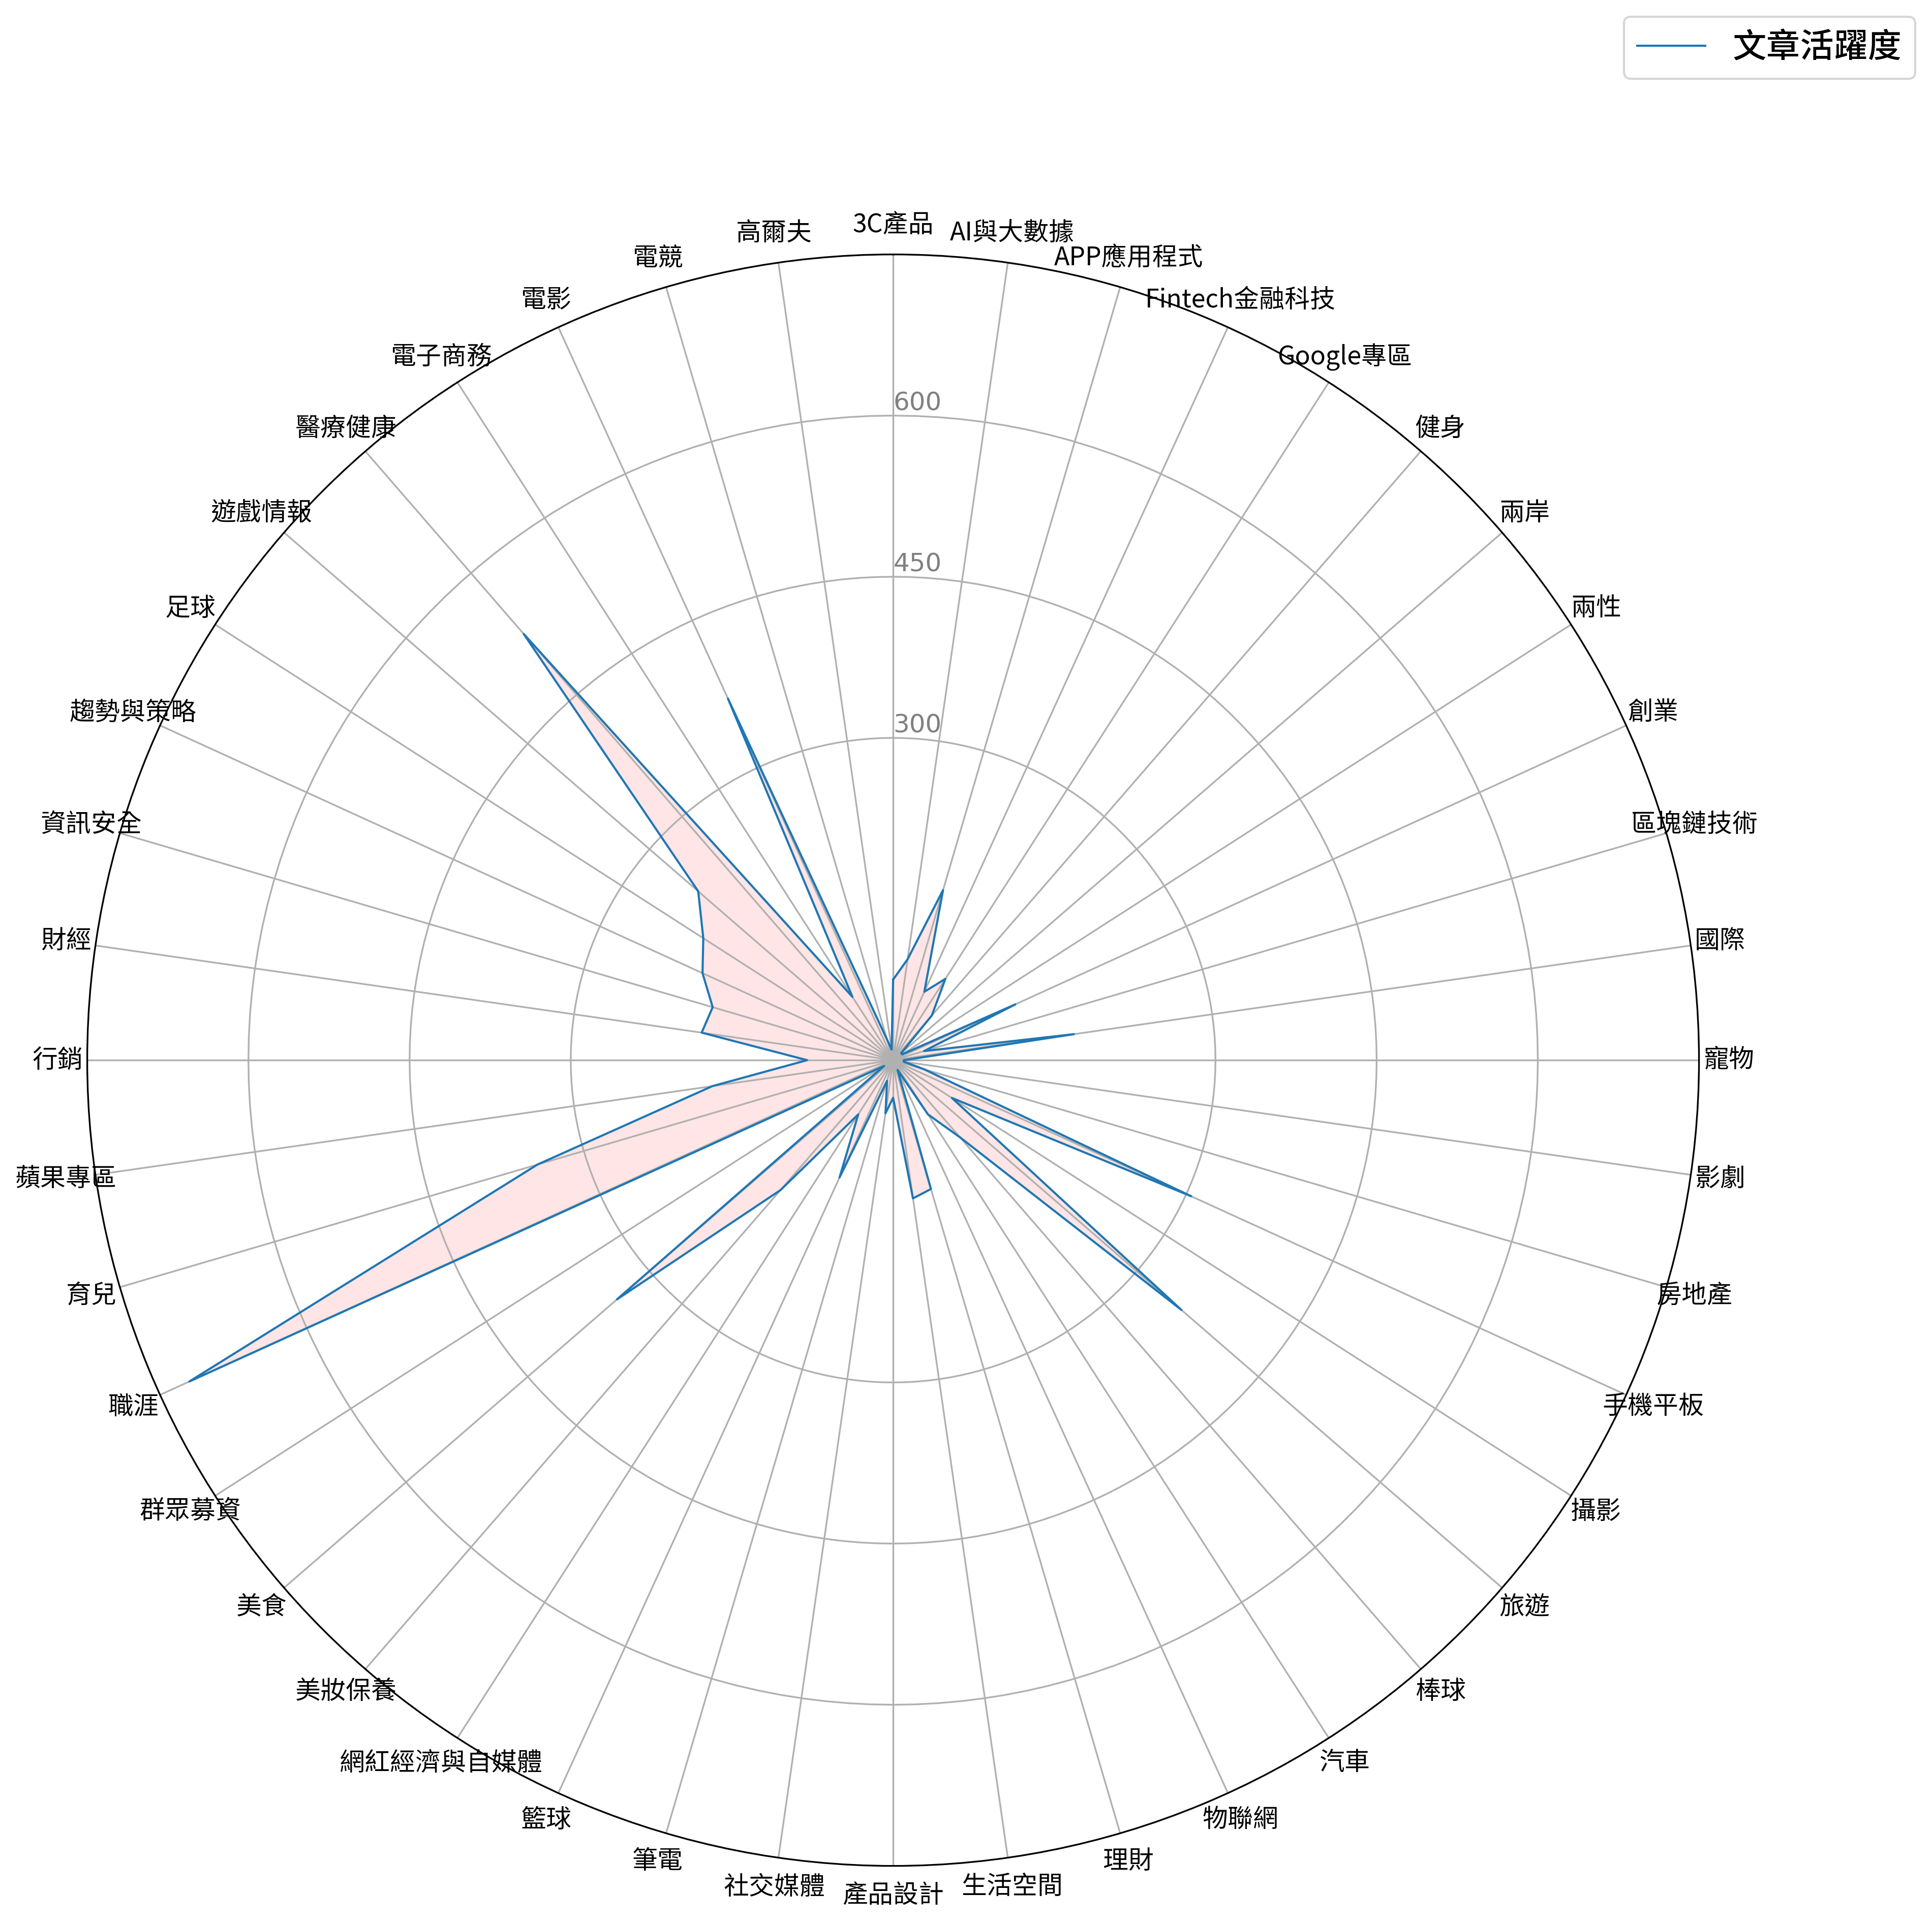 文章活躍度
3C產品
AI與大數據
APP應用程式
Fintech金融科技
Google專區
健身
兩岸
兩性
創業
區塊鏈技術
國際
寵物
影劇
房地產
手機平板
攝影
旅遊
棒球
汽車
物聯網
理財
生活空間
產品設計
社交媒體
筆電
籃球
網紅經濟與自媒體
美妝保養
美食
群眾募資
職涯
育兒
蘋果專區
行銷
財經
資訊安全
趨勢與策略
足球
遊戲情報
醫療健康
電子商務
電影
電競
高爾夫
600
450
300